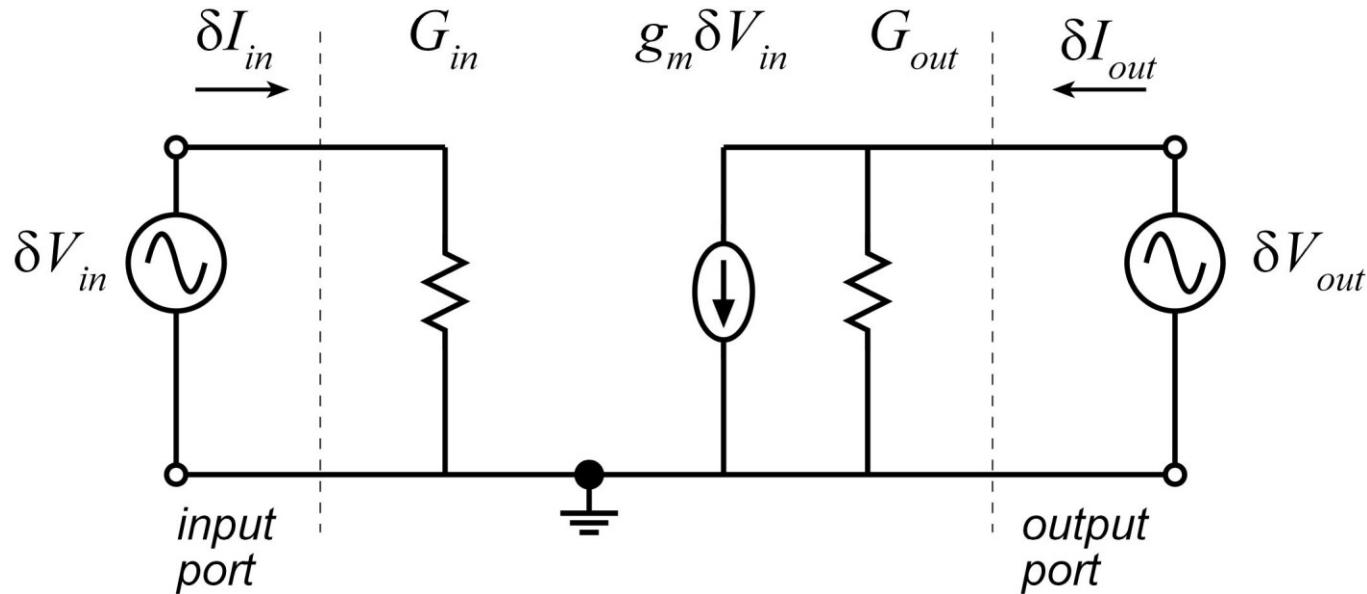 δI_in
G_in
g_mδV_in
G_out
δI_out
δV_in
δV_out
input
port
output
port